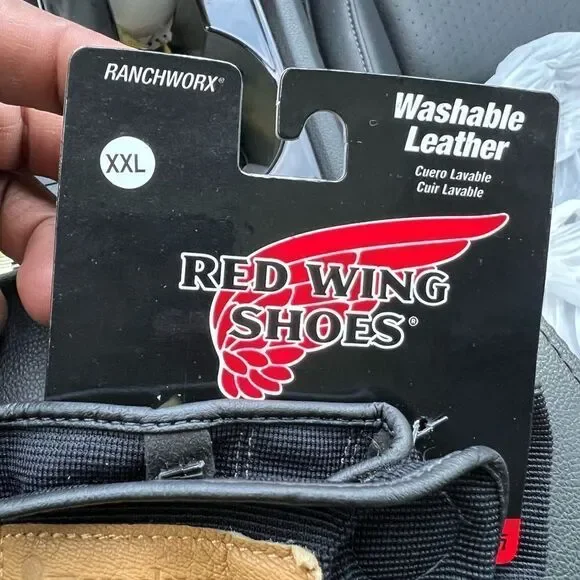 RANCHWORX®
XXL
Washable
Leather
Cuero Lavable
Cuir Lavable
RED WING
SHOES®